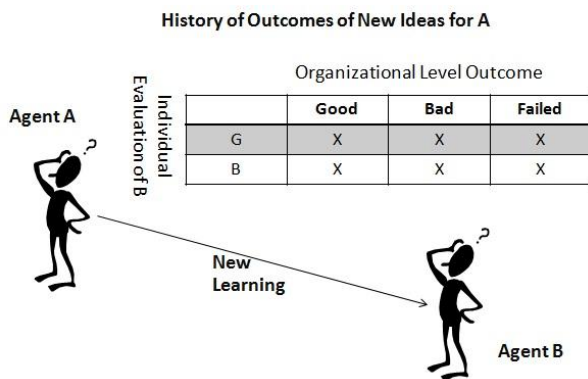 History of Outcomes of New Ideas for A
Organizational Level Outcome
Agent A
Individual
Evaluation of B
Good Bad Failed
G X X X
B X X X
?
?
New
Learning
Agent B